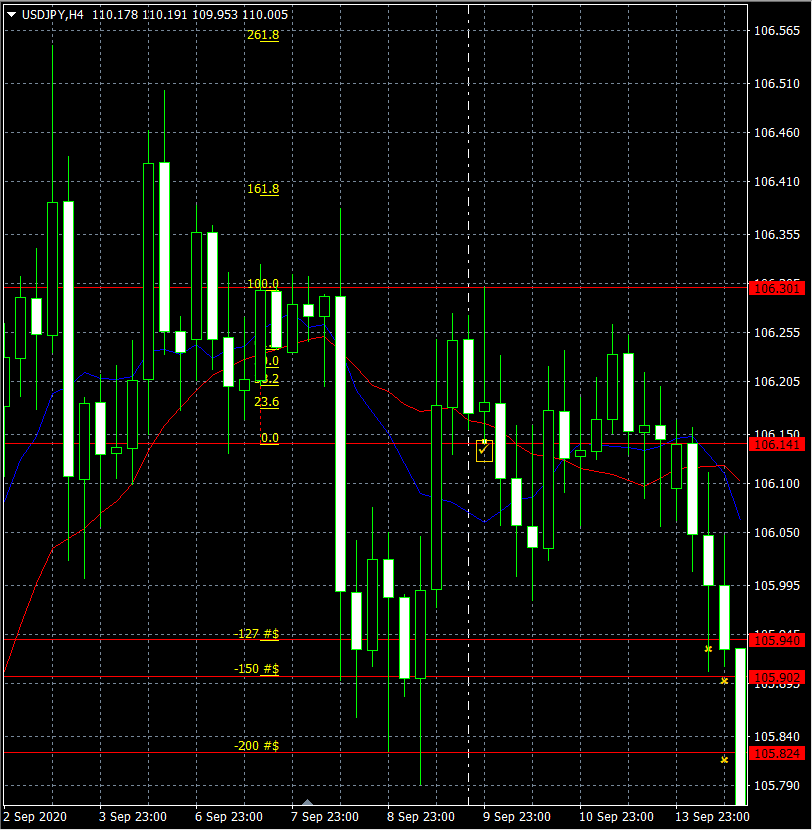 USDJPY,H4 110.178 110.191 109.953 110.005
261.8
161.8
100.0
23.6
0.0
-127 #$
-150 #$
-200 #$
106.565
106.510
106.460
106.410
106.355
106.301
106.255
106.205
106.150
106.141
106.100
106.050
105.995
105.940
105.902
105.840
105.824
105.790
2 Sep 2020
3 Sep 23:00
6 Sep 23:00
7 Sep 23:00
8 Sep 23:00
9 Sep 23:00
10 Sep 23:00
13 Sep 23:00